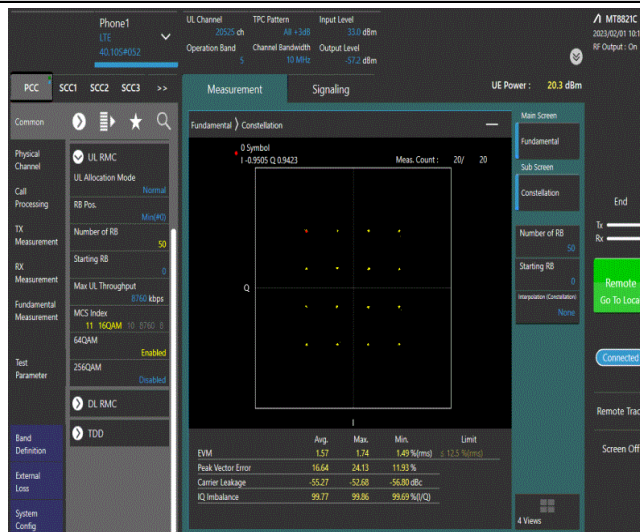 Phone1
LTE
40.105#052
UL Channel TPC Pattern Input Level
20525 ch All +3dB 33.0 dBm
Operation Band Channel Bandwidth Output Level
5 10 MHz -57.2 dBm
MT8821C
2023/02/01 10:1
RF Output : On
PCC SCC1 SCC2 SCC3 >>
Measurement Signaling
UE Power : 20.3 dBm
Common
Physical Channel
Call Processing
TX Measurement
RX Measurement
Fundamental Measurement
Test Parameter
Band Definition
External Loss
System Config
UL RMC
UL Allocation Mode
Normal
RB Pos.
Min(#0)
Number of RB
50
Starting RB
0
Max UL Throughput
8760 kbps
MCS Index
11 16QAM 10 8760 8
64QAM
Enabled
256QAM
Disabled
DL RMC
TDD
Fundamental 〉 Constellation
0 Symbol
I -0.9505 Q 0.9423 Meas. Count : 20/ 20
Q
I
Avg. Max. Min. Limit
EVM 1.57 1.74 1.49 %(rms) ≤ 12.5 %(rms)
Peak Vector Error 16.64 24.13 11.93 %
Carrier Leakage -55.27 -52.68 -56.80 dBc
IQ Imbalance 99.77 99.86 99.69 %(I/Q)
Main Screen
Fundamental
Sub Screen
Constellation
Number of RB
50
Starting RB
0
Interpolation (Constellation)
None
4 Views
End
Tx
Rx
Remote
Go To Loca
Connected
Remote Trac
Screen Off